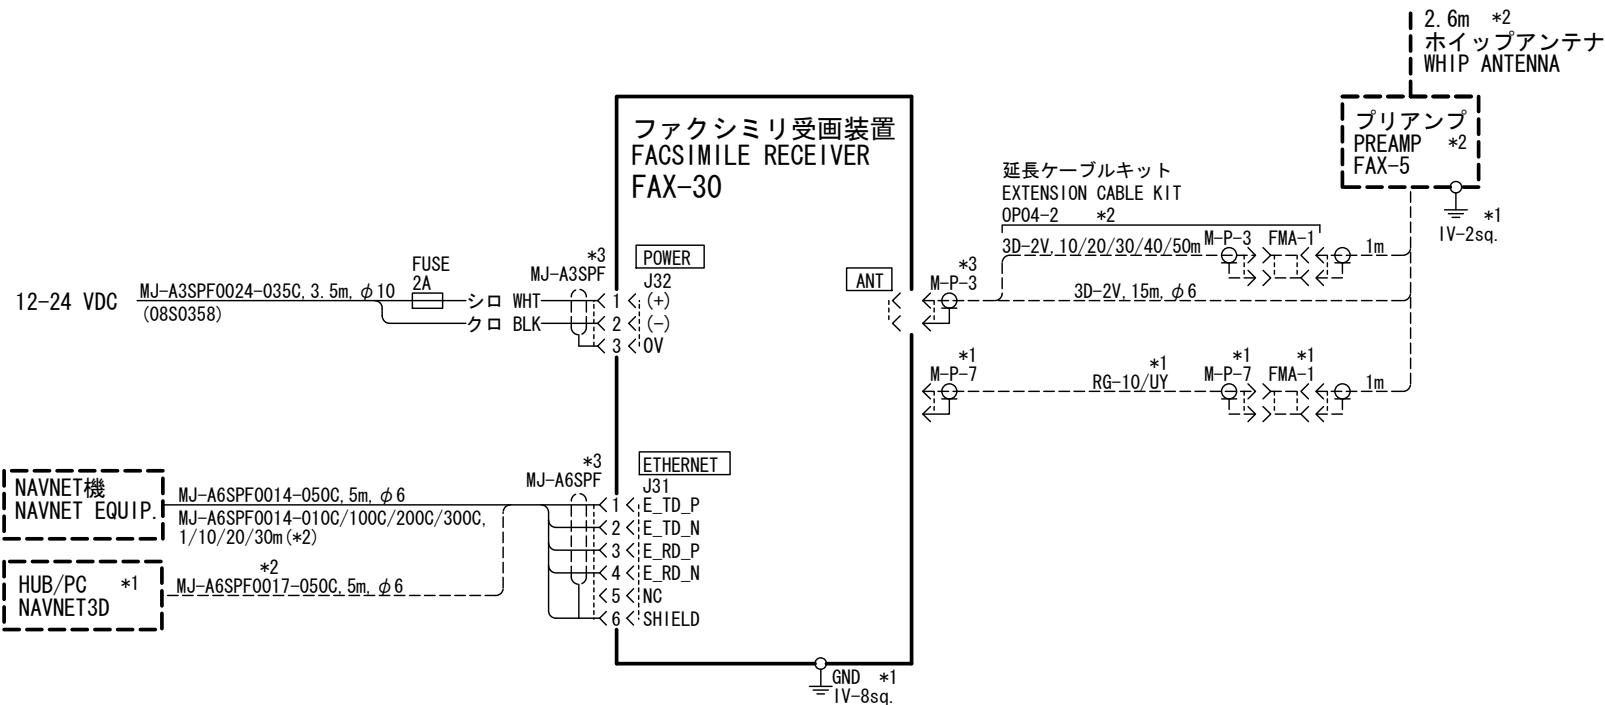 2.6m *2
ホイップアンテナ
WHIP ANTENNA
プリアンプ
PREAMP *2
FAX-5
*1
IV-2sq.
ファクシミリ受画装置
FACSIMILE RECEIVER
FAX-30
延長ケーブルキット
EXTENSION CABLE KIT
OP04-2 *2
3D-2V, 10/20/30/40/50m M-P-3 FMA-1 1m
*3
M-P-3
ANT
3D-2V, 15m, φ6
*3
MJ-A3SPF
POWER
J32
FUSE
2A
12-24 VDC
MJ-A3SPF0024-035C, 3.5m, φ10
(08S0358)
シロ WHT 1 (+)
クロ BLK 2 (-)
3 0V
*1 *1 *1 *1
M-P-7 RG-10/UY M-P-7 FMA-1 1m
*3
MJ-A6SPF
ETHERNET
J31
NAVNET機
NAVNET EQUIP.
MJ-A6SPF0014-050C, 5m, φ6
MJ-A6SPF0014-010C/100C/200C/300C,
1/10/20/30m(*2)
1 E_TD_P
2 E_TD_N
3 E_RD_P
4 E_RD_N
5 NC
6 SHIELD
HUB/PC *1
NAVNET3D
*2
MJ-A6SPF0017-050C, 5m, φ6
GND *1
IV-8sq.